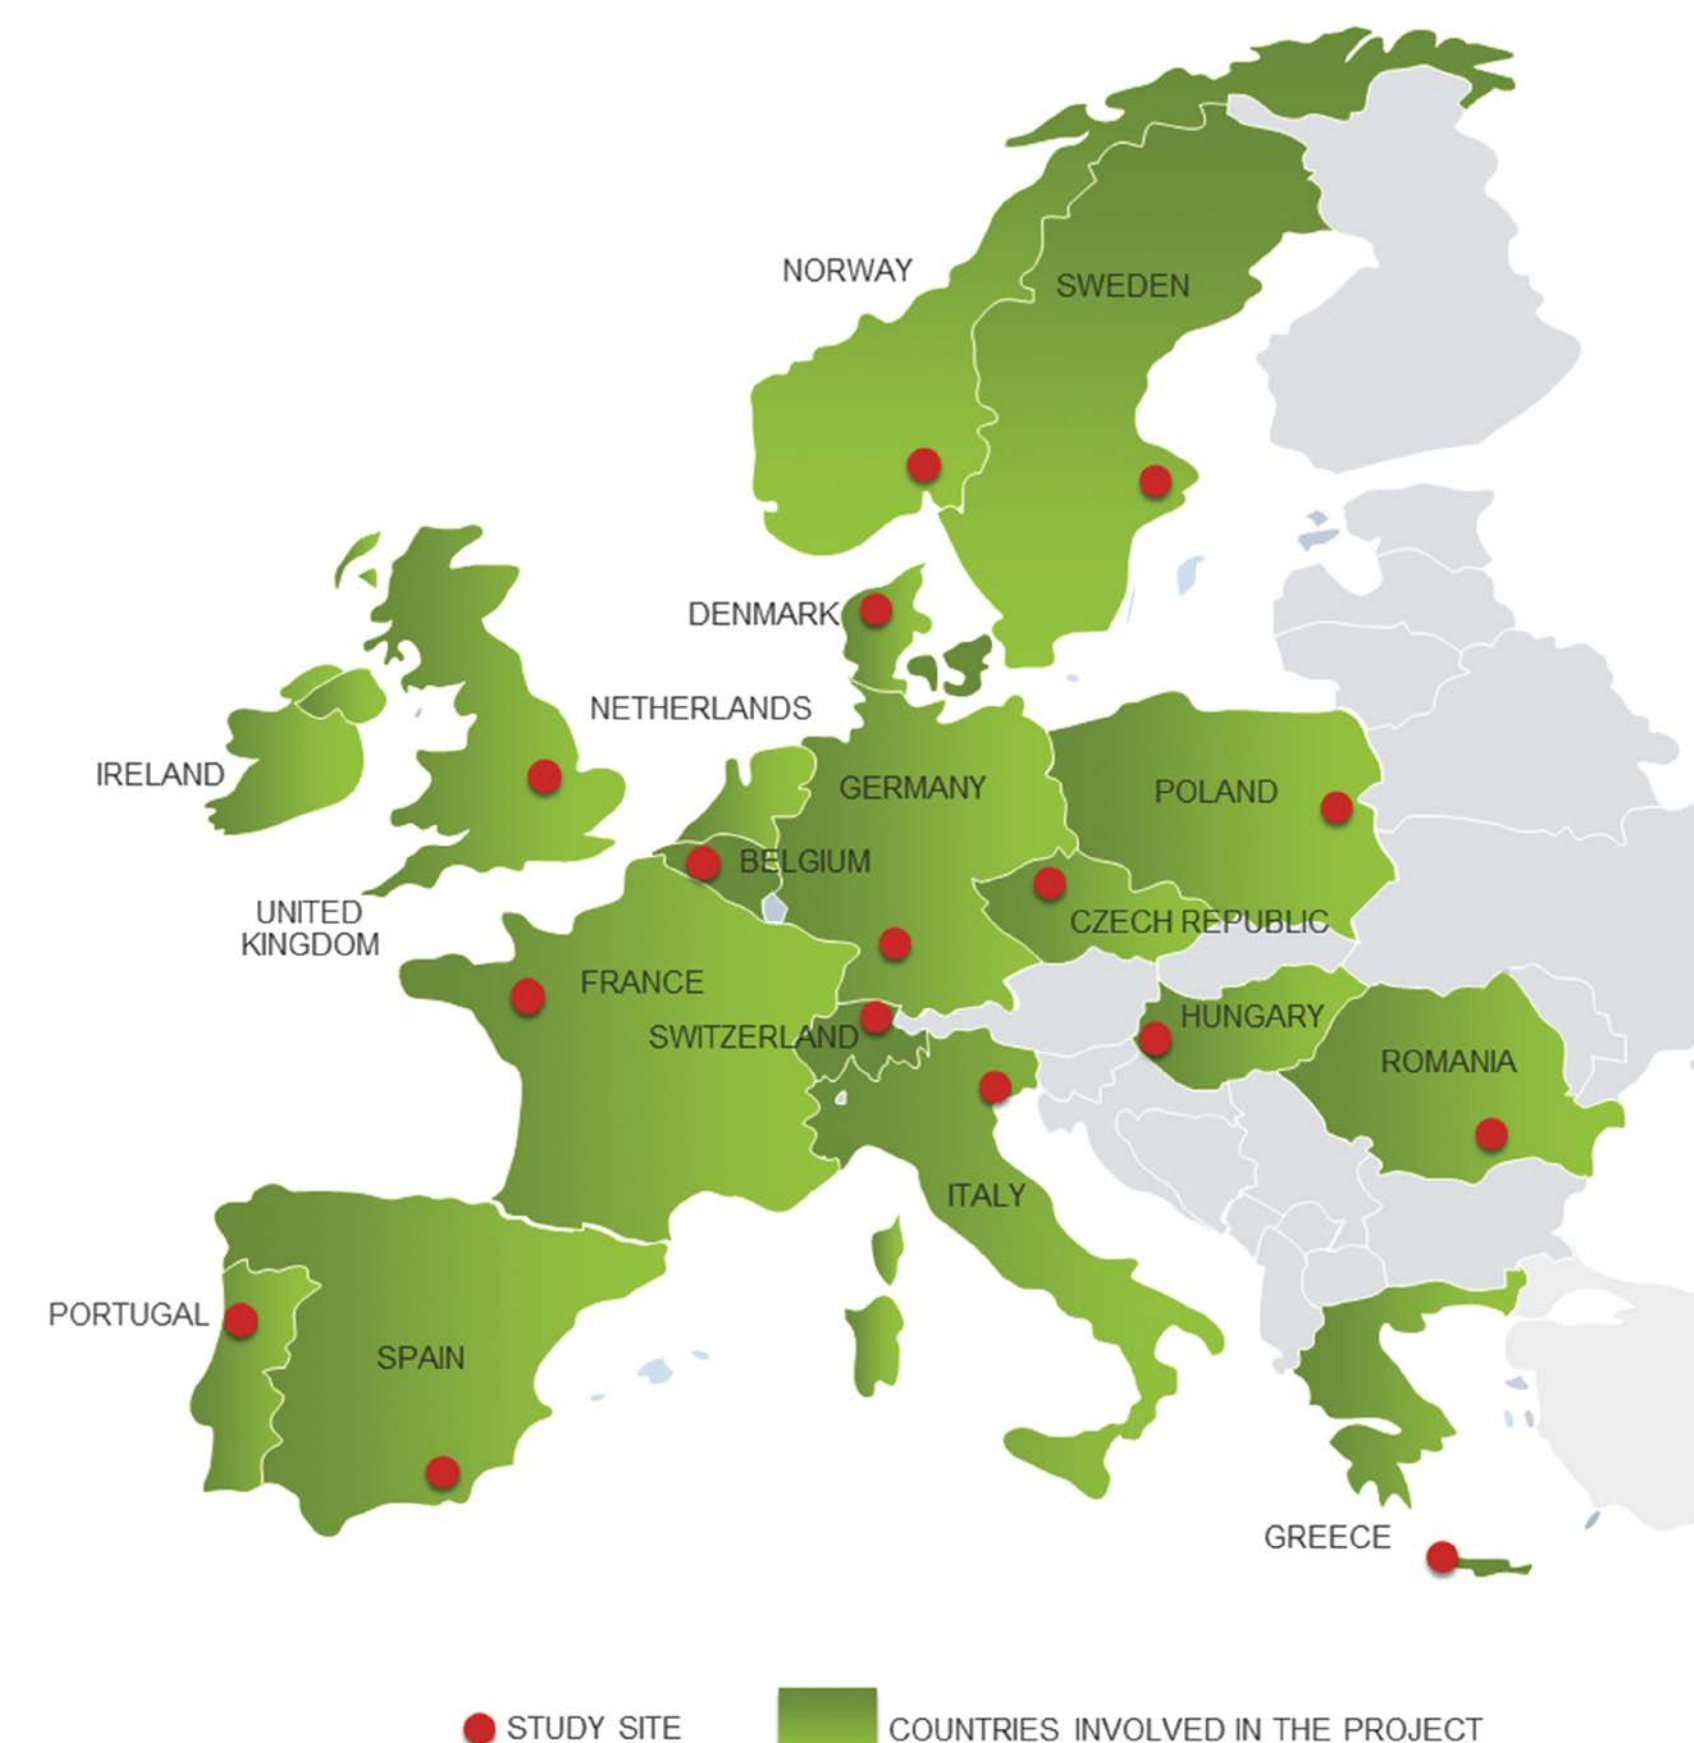 NORWAY
SWEDEN
DENMARK
NETHERLANDS
IRELAND
GERMANY
POLAND
BELGIUM
UNITED
KINGDOM
CZECH REPUBLIC
FRANCE
SWITZERLAND
HUNGARY
ROMANIA
ITALY
PORTUGAL
SPAIN
GREECE
STUDY SITE
COUNTRIES INVOLVED IN THE PROJECT